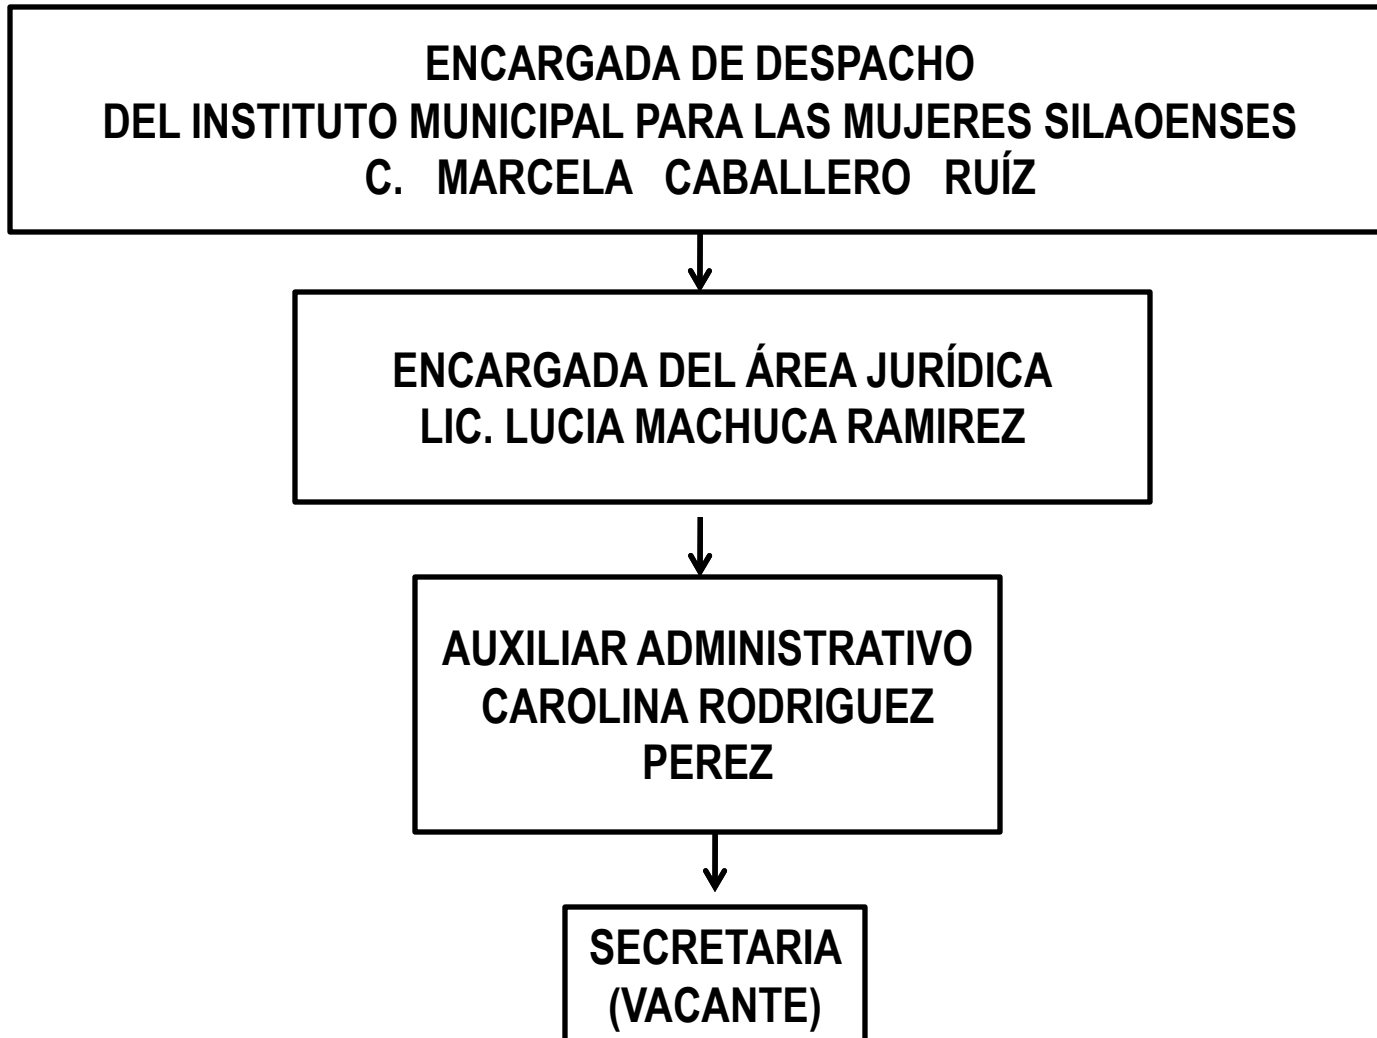 ENCARGADA DE DESPACHO
DEL INSTITUTO MUNICIPAL PARA LAS MUJERES SILAOENSES
C. MARCELA CABALLERO RUÍZ
ENCARGADA DEL ÁREA JURÍDICA
LIC. LUCIA MACHUCA RAMIREZ
AUXILIAR ADMINISTRATIVO
CAROLINA RODRIGUEZ
PEREZ
SECRETARIA
(VACANTE)